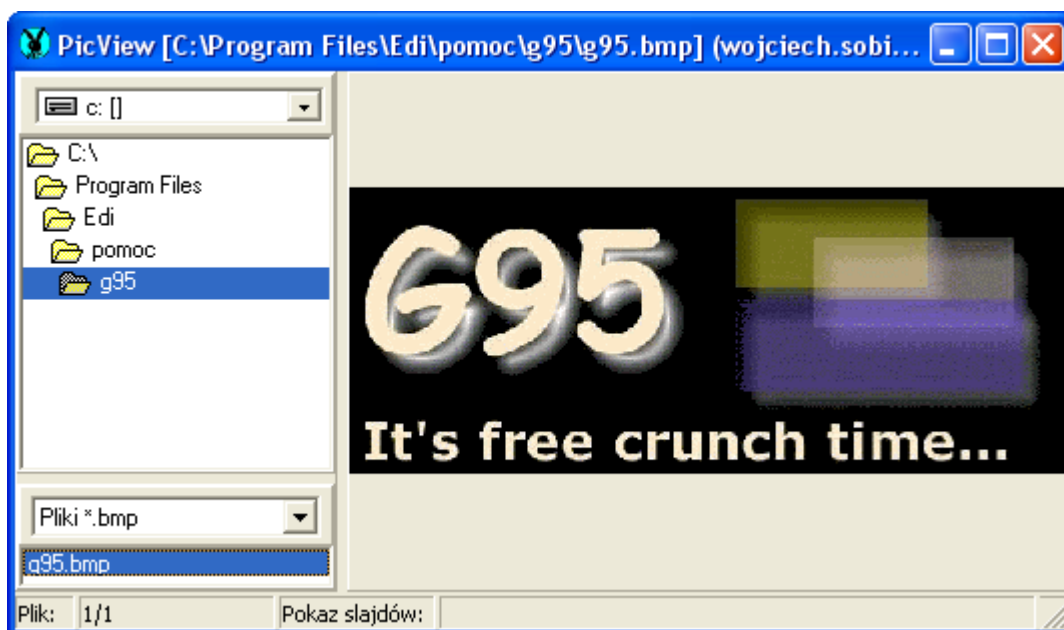 PicView [C:\Program Files\Edi\pomoc\g95\g95.bmp] (wojciech.sobi...
c: []
C:\
Program Files
Edi
pomoc
g95
G95
It's free crunch time...
Pliki *.bmp
g95.bmp
Plik: 1/1 Pokaz slajdów: